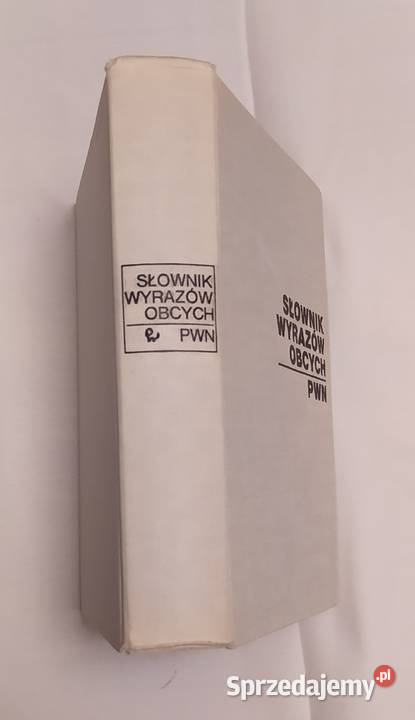 SŁOWNIK
WYRAZÓW
OBCYCH
PWN
SŁOWNIK
WYRAZÓW
OBCYCH
PWN
Sprzedajemy.pl